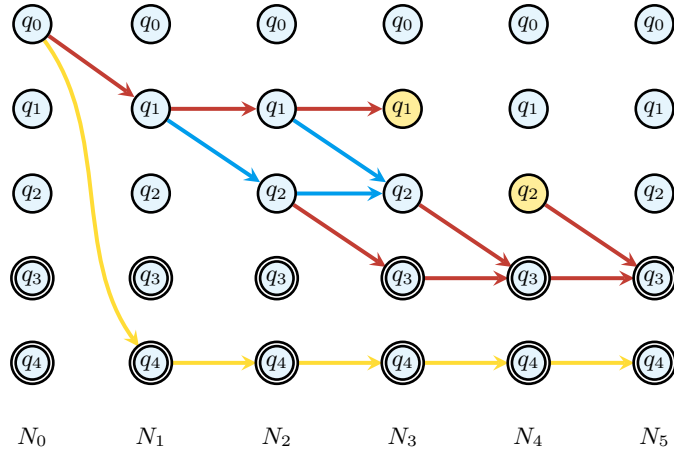 q0 q0 q0 q0 q0 q0
q1 q1 q1 q1 q1 q1
q2 q2 q2 q2 q2 q2
q3 q3 q3 q3 q3 q3
q4 q4 q4 q4 q4 q4
N0 N1 N2 N3 N4 N5